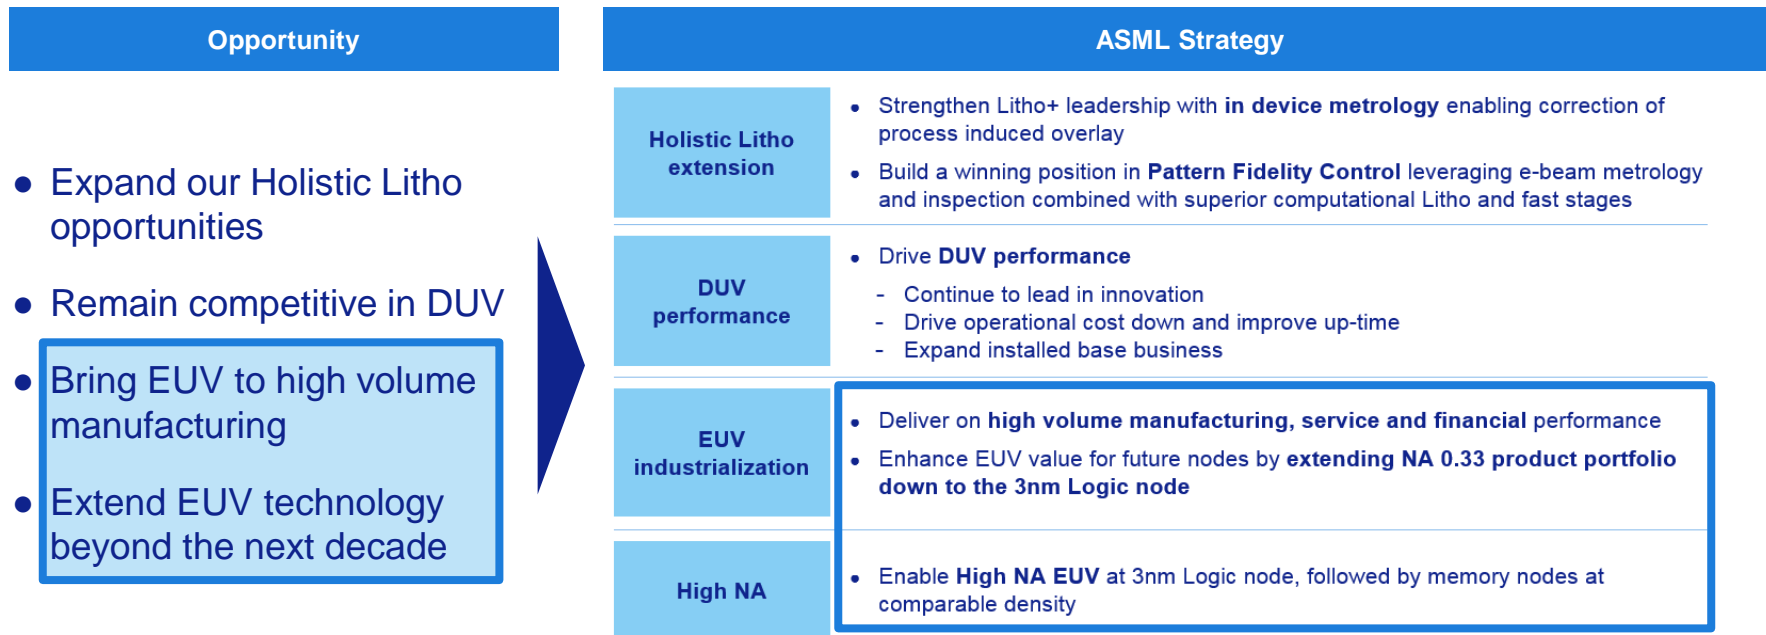 Opportunity
● Expand our Holistic Litho
opportunities
● Remain competitive in DUV
● Bring EUV to high volume
manufacturing
● Extend EUV technology
beyond the next decade
ASML Strategy
Holistic Litho
extension
● Strengthen Litho+ leadership with in device metrology enabling correction of
process induced overlay
● Build a winning position in Pattern Fidelity Control leveraging e-beam metrology
and inspection combined with superior computational Litho and fast stages
DUV
performance
● Drive DUV performance
- Continue to lead in innovation
- Drive operational cost down and improve up-time
- Expand installed base business
EUV
industrialization
● Deliver on high volume manufacturing, service and financial performance
● Enhance EUV value for future nodes by extending NA 0.33 product portfolio
down to the 3nm Logic node
High NA
● Enable High NA EUV at 3nm Logic node, followed by memory nodes at
comparable density